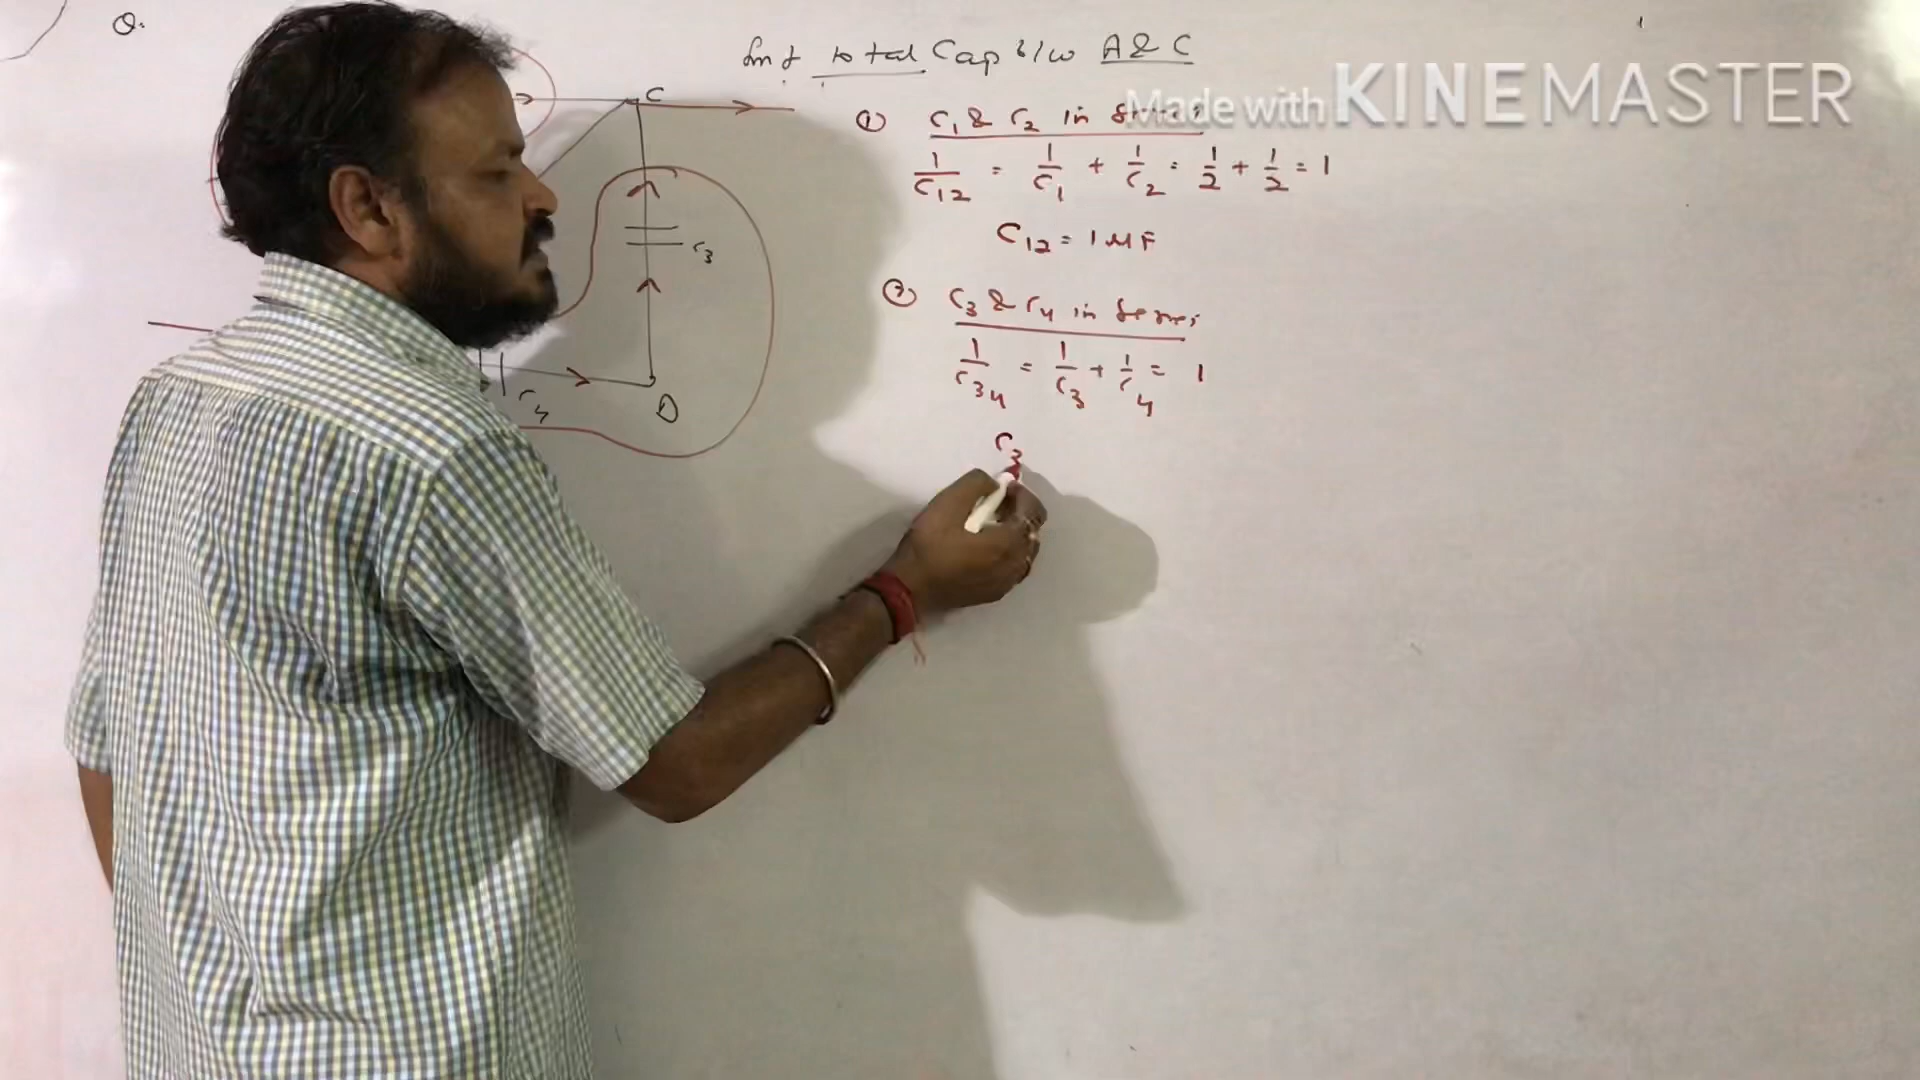 Q.
find total Cap b/w A & C
Made with KINEMASTER
① C1 & C2 in Series
1/C12 = 1/C1 + 1/C2 = 1/2 + 1/2 = 1
C12 = 1 MF
② C3 & C4 in Series
1/C34 = 1/C3 + 1/C4 = 1
C3
C
C3
C4
D